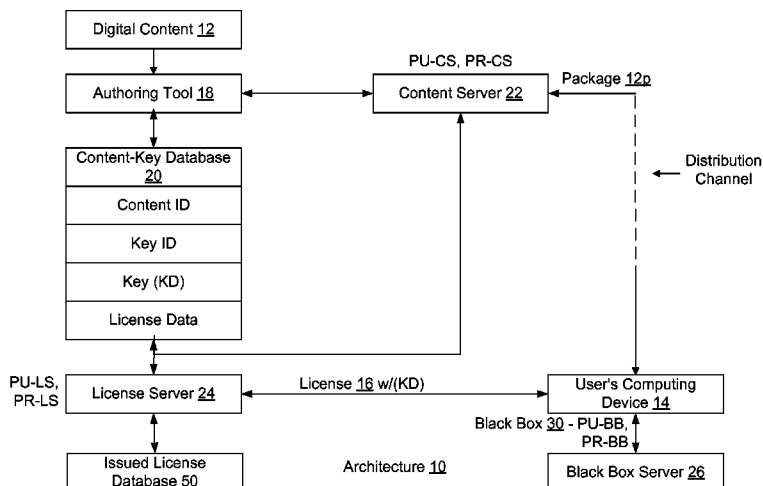 Digital Content 12
PU-CS, PR-CS
Authoring Tool 18
Content Server 22
Package 12p
Content-Key Database
20
Content ID
Key ID
Key (KD)
License Data
Distribution
Channel
PU-LS,
PR-LS
License Server 24
License 16 w/(KD)
User's Computing
Device 14
Black Box 30 - PU-BB,
PR-BB
Issued License
Database 50
Architecture 10
Black Box Server 26